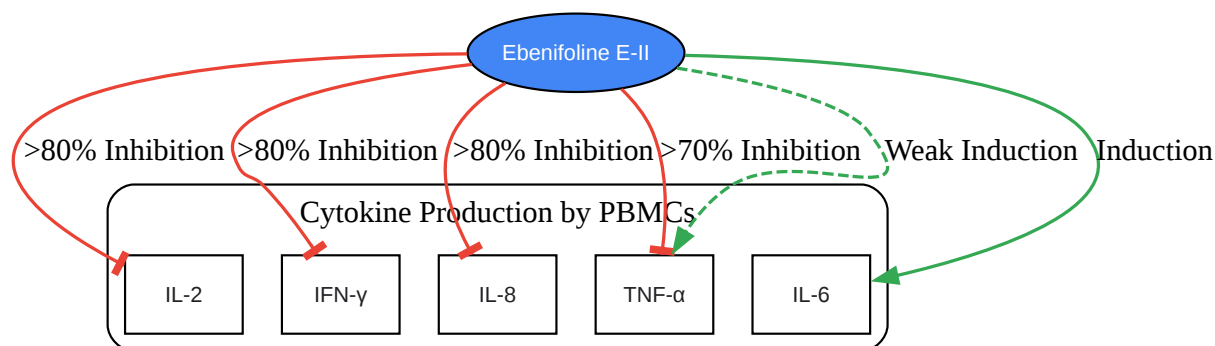 Ebenifoline E-II
>80% Inhibition
>80% Inhibition
>80% Inhibition
>70% Inhibition
Weak Induction
Induction
Cytokine Production by PBMCs
IL-2
IFN-γ
IL-8
TNF-α
IL-6